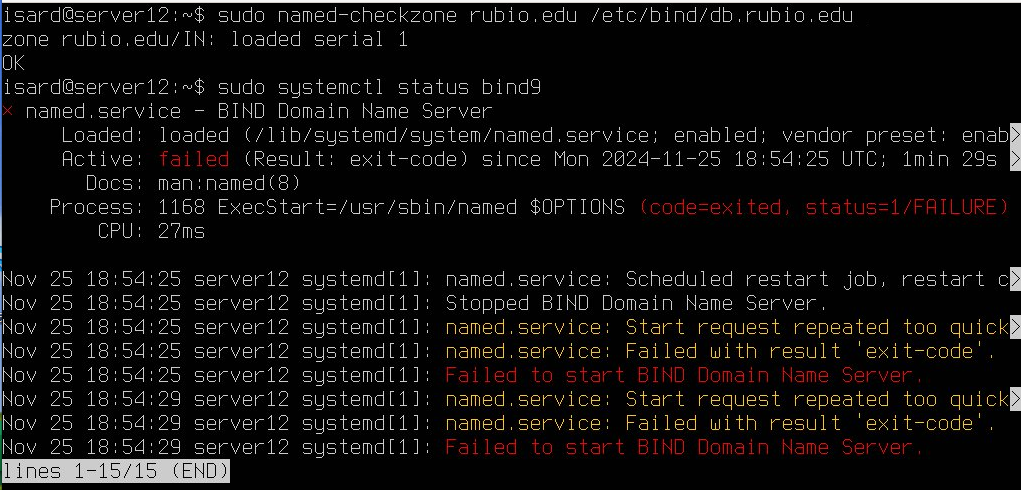 isard@server12:~$ sudo named-checkzone rubio.edu /etc/bind/db.rubio.edu
zone rubio.edu/IN: loaded serial 1
OK
isard@server12:~$ sudo systemctl status bind9
× named.service - BIND Domain Name Server
     Loaded: loaded (/lib/systemd/system/named.service; enabled; vendor preset: enab>
     Active: failed (Result: exit-code) since Mon 2024-11-25 18:54:25 UTC; 1min 29s >
       Docs: man:named(8)
    Process: 1168 ExecStart=/usr/sbin/named $OPTIONS (code=exited, status=1/FAILURE)
        CPU: 27ms

Nov 25 18:54:25 server12 systemd[1]: named.service: Scheduled restart job, restart c>
Nov 25 18:54:25 server12 systemd[1]: Stopped BIND Domain Name Server.
Nov 25 18:54:25 server12 systemd[1]: named.service: Start request repeated too quick>
Nov 25 18:54:25 server12 systemd[1]: named.service: Failed with result 'exit-code'.
Nov 25 18:54:25 server12 systemd[1]: Failed to start BIND Domain Name Server.
Nov 25 18:54:29 server12 systemd[1]: named.service: Start request repeated too quick>
Nov 25 18:54:29 server12 systemd[1]: named.service: Failed with result 'exit-code'.
Nov 25 18:54:29 server12 systemd[1]: Failed to start BIND Domain Name Server.
lines 1-15/15 (END)